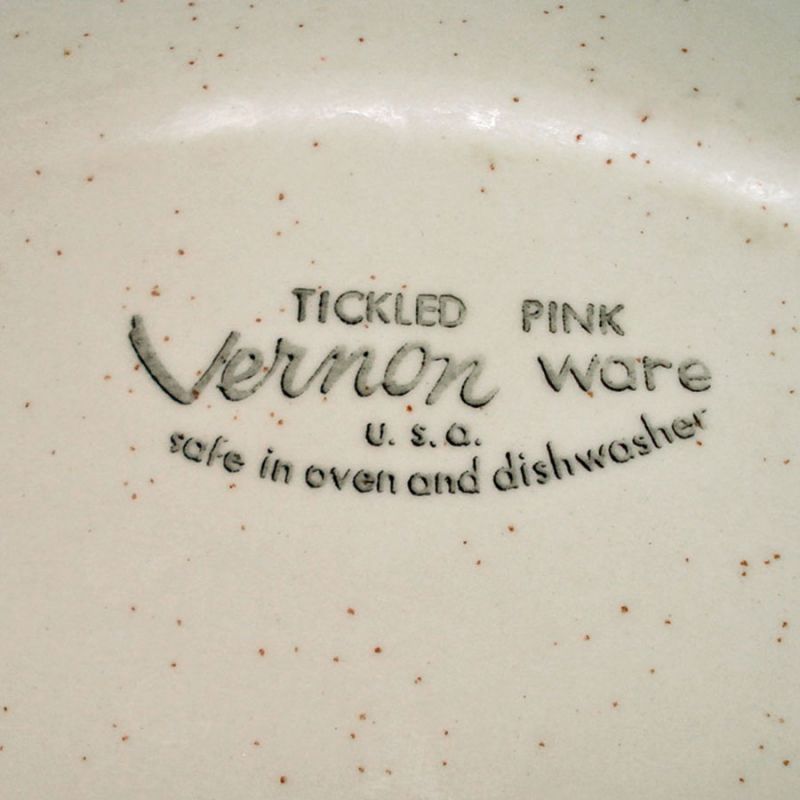 TICKLED PINK
Vernon ware
u. s. a.
safe in oven and dishwasher